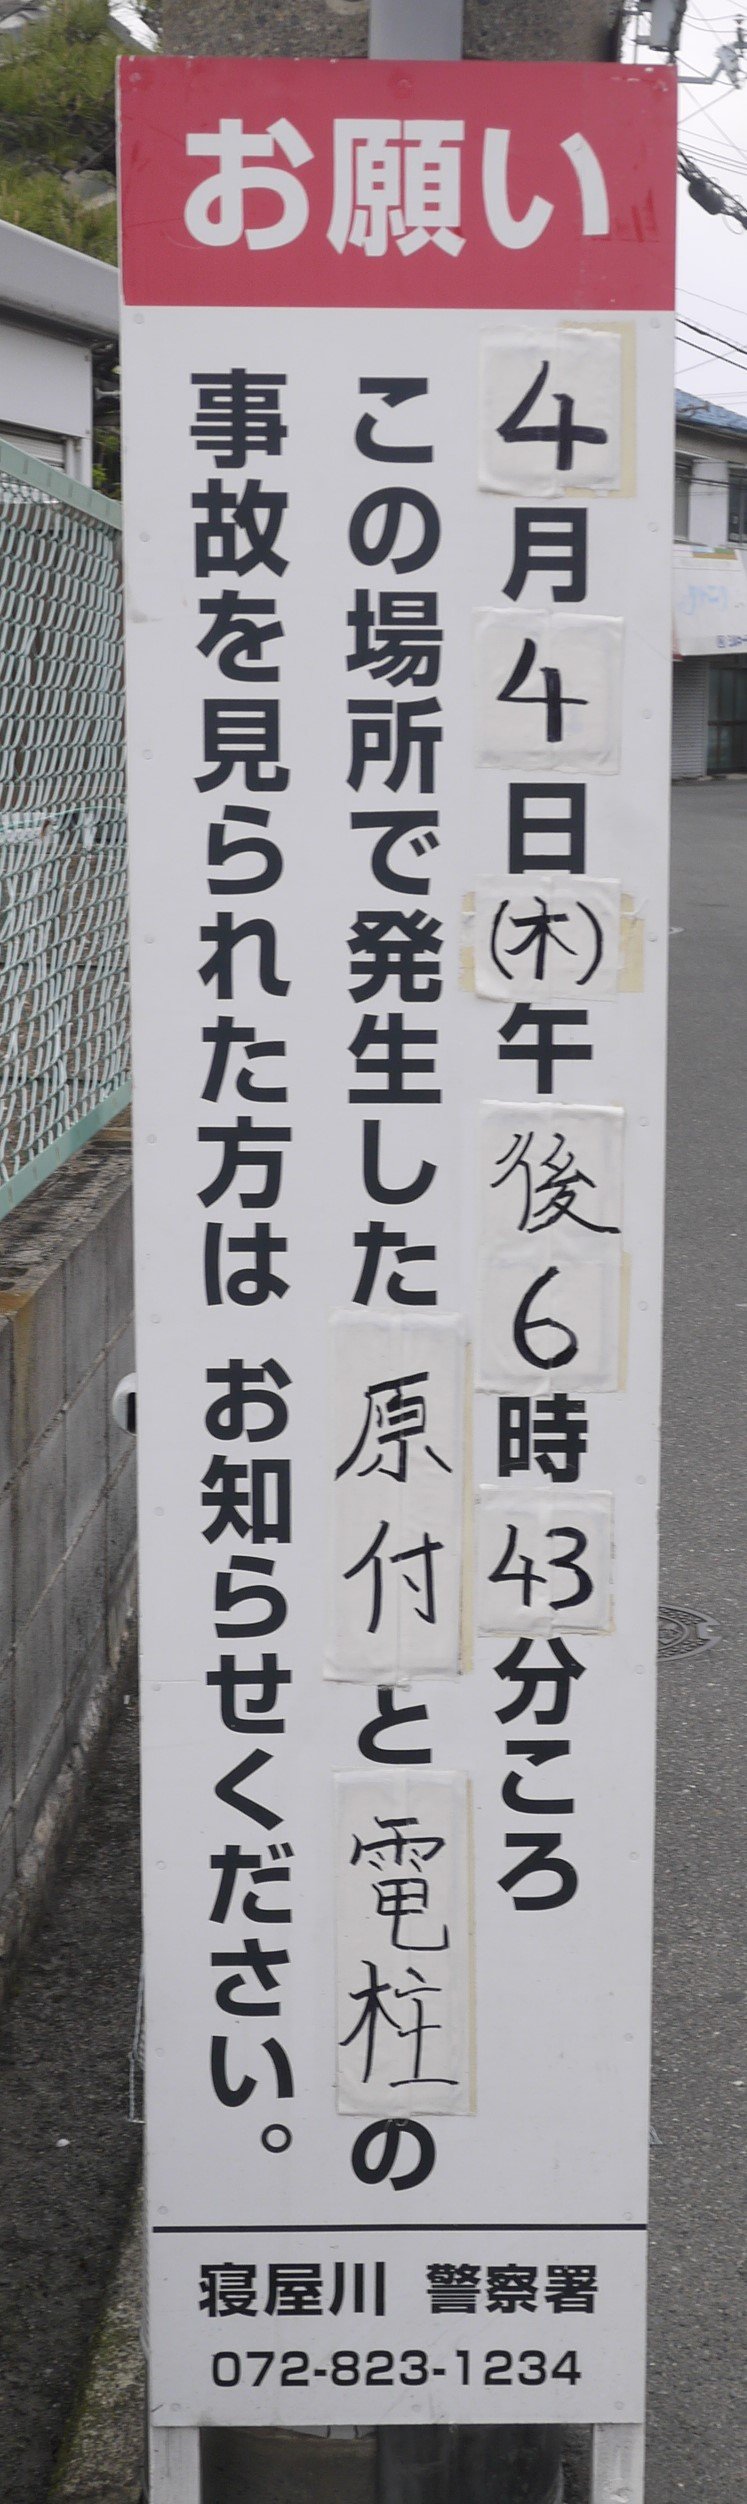 お願い
4月4日(木)午後6時43分ころ
この場所で発生した原付と電柱の
事故を見られた方は お知らせください。
寝屋川 警察署
072-823-1234